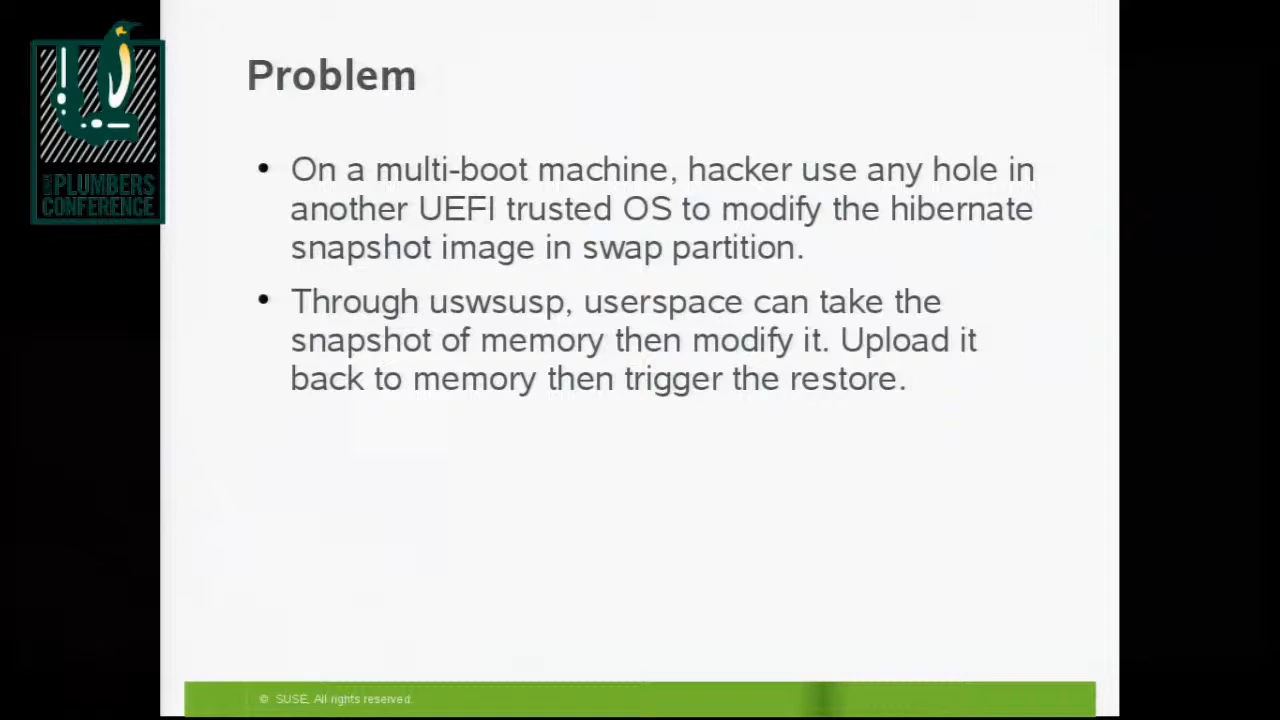 Problem
• On a multi-boot machine, hacker use any hole in
another UEFI trusted OS to modify the hibernate
snapshot image in swap partition.
• Through uswsusp, userspace can take the
snapshot of memory then modify it. Upload it
back to memory then trigger the restore.
PLUMBERS
CONFERENCE
© SUSE, All rights reserved.